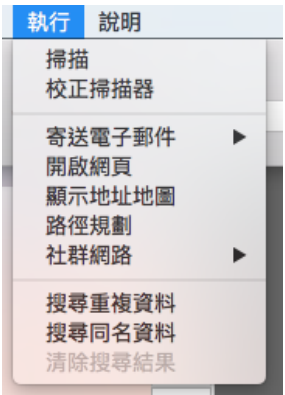 執行 說明
掃描
校正掃描器
寄送電子郵件
開啟網頁
顯示地址地圖
路徑規劃
社群網路
搜尋重複資料
搜尋同名資料
清除搜尋結果